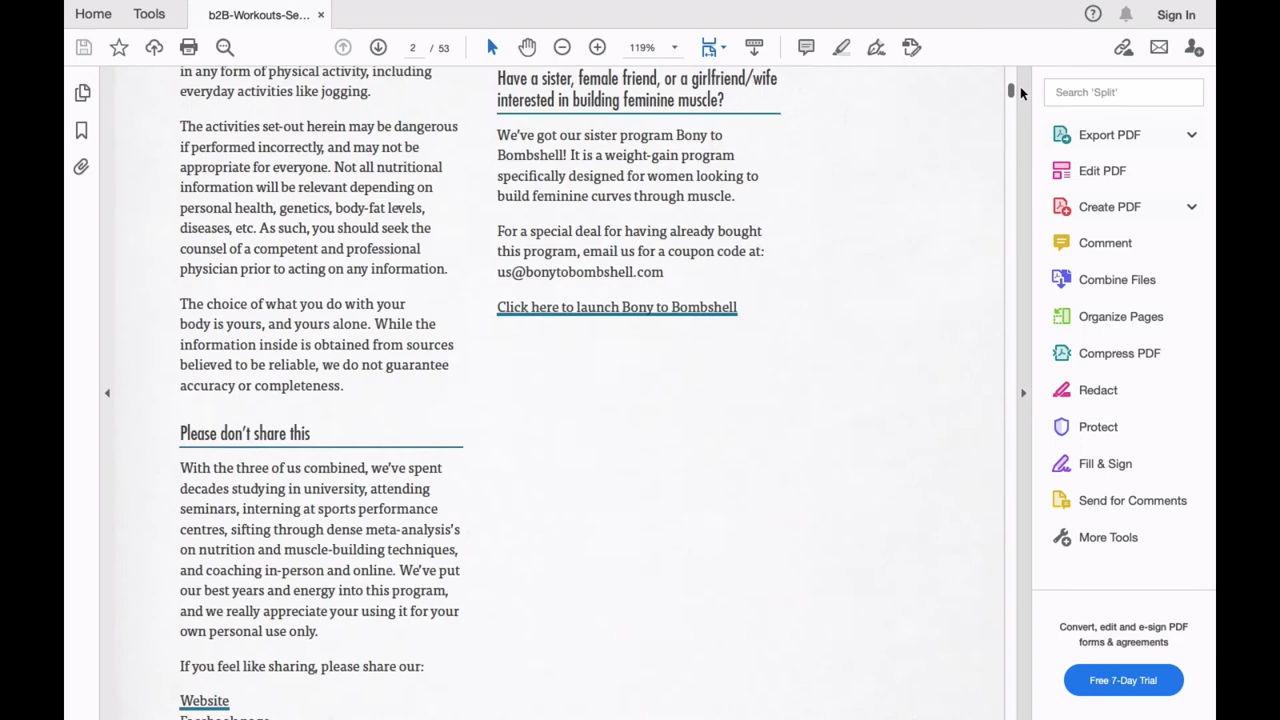 Home
Tools
b2B-Workouts-Se...
Sign In
2 / 53
119%
in any form of physical activity, including
everyday activities like jogging.
The activities set-out herein may be dangerous
if performed incorrectly, and may not be
appropriate for everyone. Not all nutritional
information will be relevant depending on
personal health, genetics, body-fat levels,
diseases, etc. As such, you should seek the
counsel of a competent and professional
physician prior to acting on any information.
The choice of what you do with your
body is yours, and yours alone. While the
information inside is obtained from sources
believed to be reliable, we do not guarantee
accuracy or completeness.
Please don't share this
With the three of us combined, we've spent
decades studying in university, attending
seminars, interning at sports performance
centres, sifting through dense meta-analysis's
on nutrition and muscle-building techniques,
and coaching in-person and online. We've put
our best years and energy into this program,
and we really appreciate your using it for your
own personal use only.
If you feel like sharing, please share our:
Website
Facebook page
Have a sister, female friend, or a girlfriend/wife
interested in building feminine muscle?
We've got our sister program Bony to
Bombshell! It is a weight-gain program
specifically designed for women looking to
build feminine curves through muscle.
For a special deal for having already bought
this program, email us for a coupon code at:
us@bonytobombshell.com
Click here to launch Bony to Bombshell
Search 'Split'
Export PDF
Edit PDF
Create PDF
Comment
Combine Files
Organize Pages
Compress PDF
Redact
Protect
Fill & Sign
Send for Comments
More Tools
Convert, edit and e-sign PDF
forms & agreements
Free 7-Day Trial